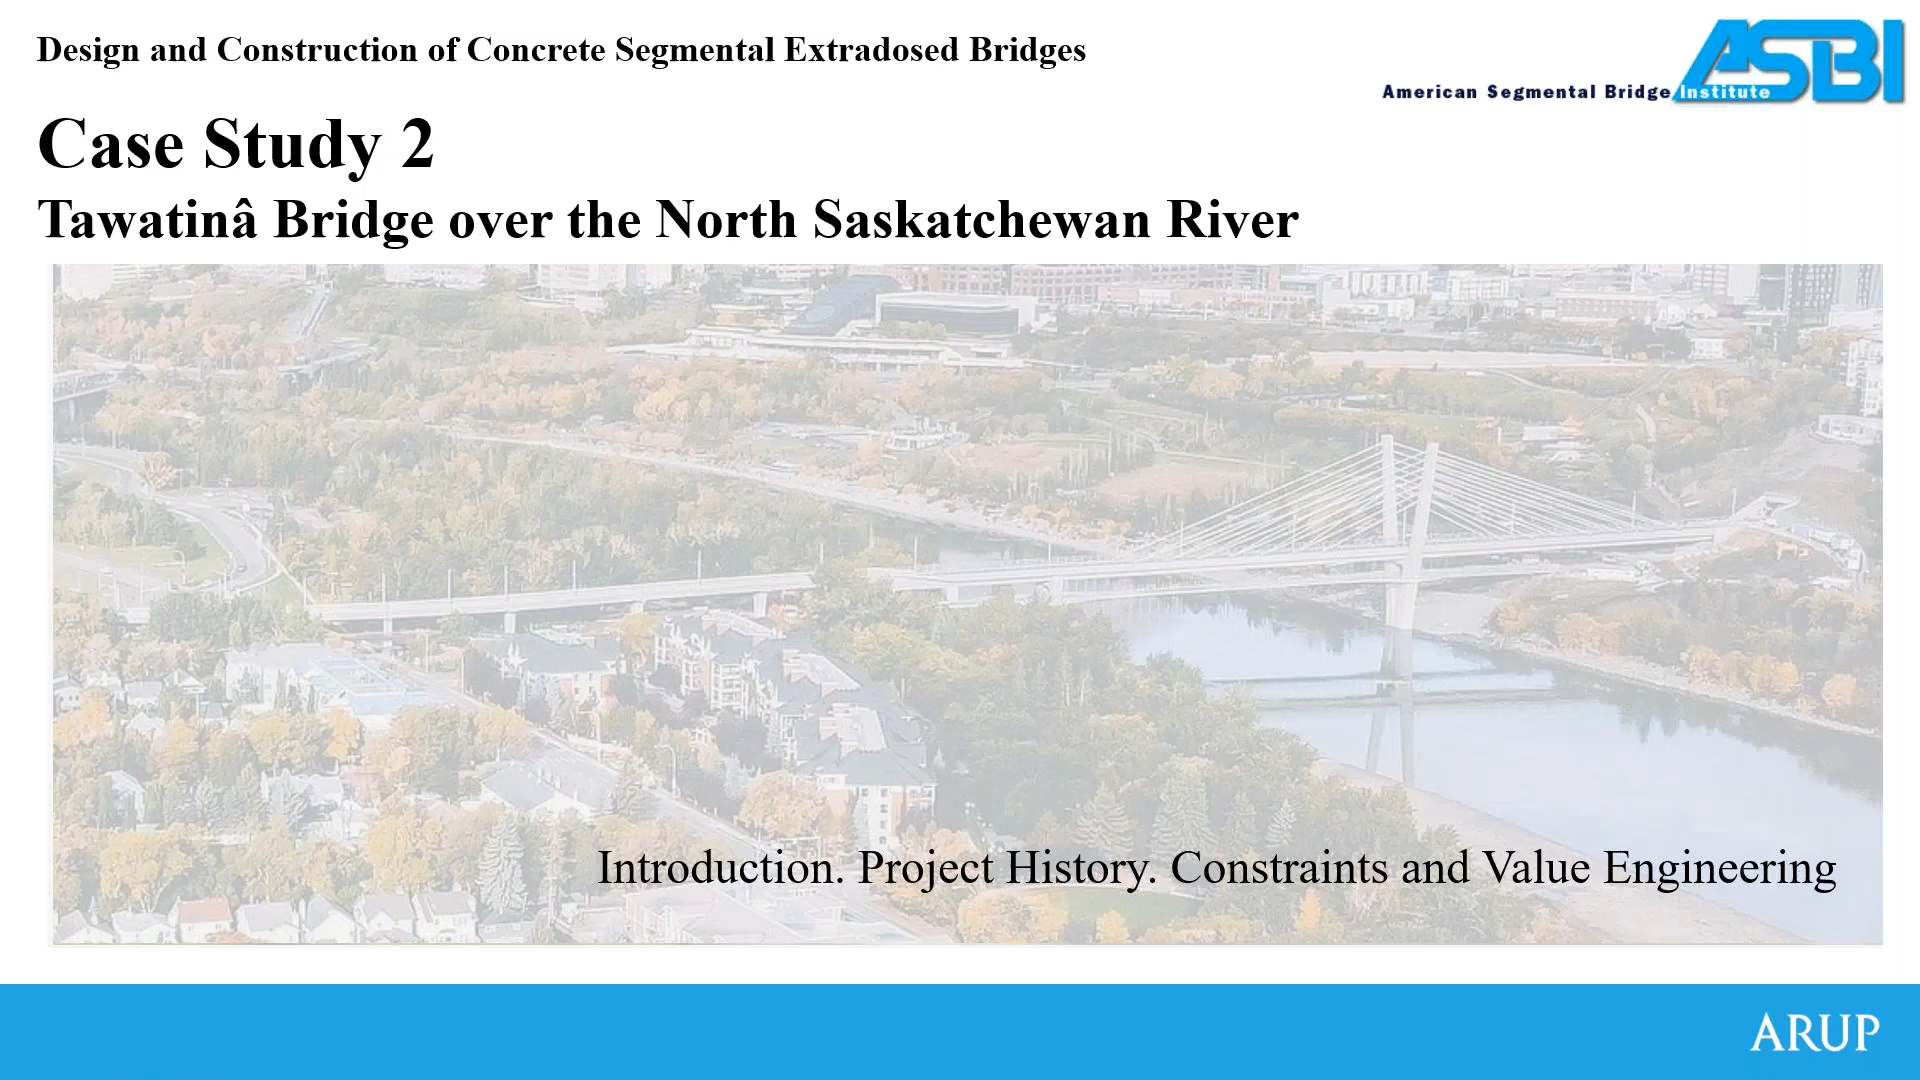 Design and Construction of Concrete Segmental Extradosed Bridges
ASBI
American Segmental Bridge Institute
Case Study 2
Tawatinâ Bridge over the North Saskatchewan River
Introduction. Project History. Constraints and Value Engineering
ARUP